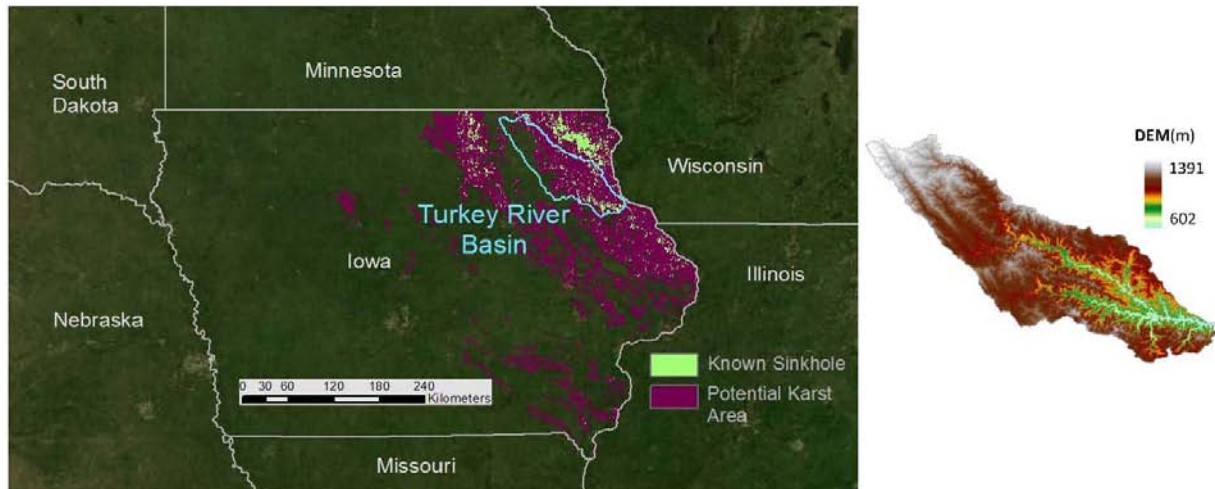 Minnesota
South
Dakota
Wisconsin
Turkey River
Basin
Iowa
Illinois
Nebraska
Known Sinkhole
Potential Karst
Area
0 30 60 120 180 240
Kilometers
Missouri
DEM(m)
1391
602